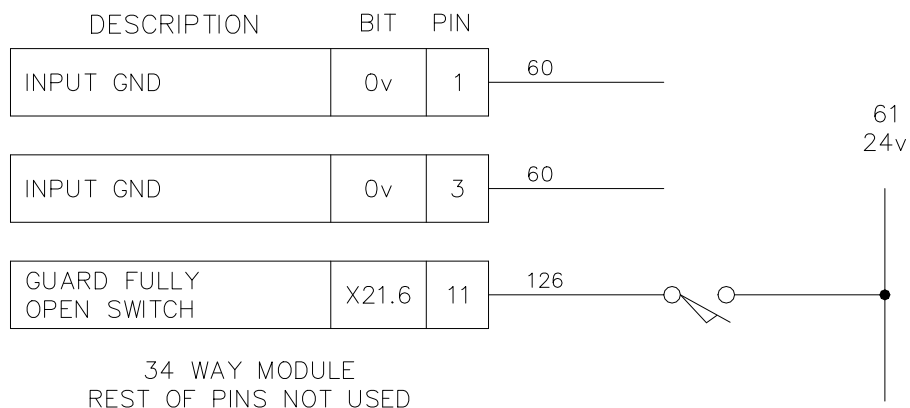 DESCRIPTION BIT PIN
INPUT GND 0v 1 60
61
24v
INPUT GND 0v 3 60
GUARD FULLY
OPEN SWITCH X21.6 11 126
34 WAY MODULE
REST OF PINS NOT USED